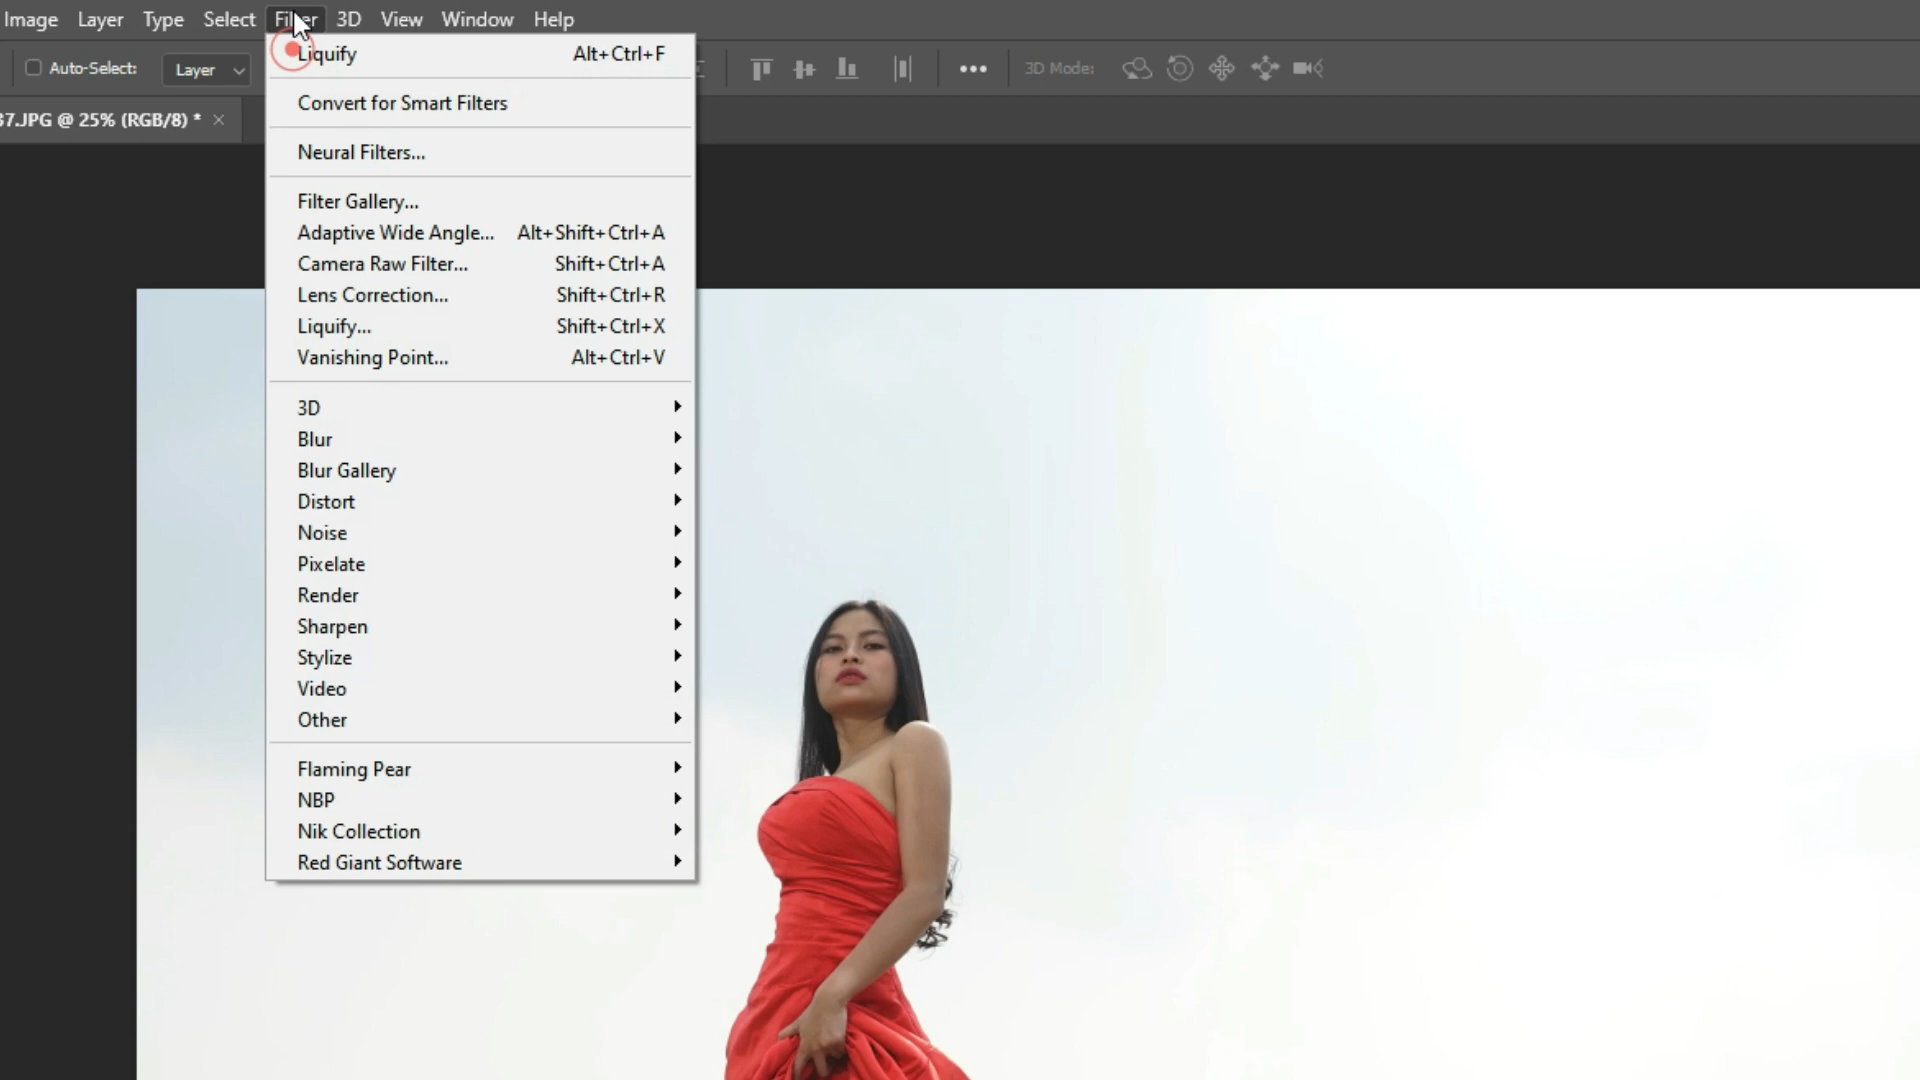 Image Layer Type Select Filter 3D View Window Help
Auto-Select: Layer 3D Mode:
37.JPG @ 25% (RGB/8) * ×
Liquify Alt+Ctrl+F
Convert for Smart Filters
Neural Filters...
Filter Gallery...
Adaptive Wide Angle... Alt+Shift+Ctrl+A
Camera Raw Filter... Shift+Ctrl+A
Lens Correction... Shift+Ctrl+R
Liquify... Shift+Ctrl+X
Vanishing Point... Alt+Ctrl+V
3D
Blur
Blur Gallery
Distort
Noise
Pixelate
Render
Sharpen
Stylize
Video
Other
Flaming Pear
NBP
Nik Collection
Red Giant Software